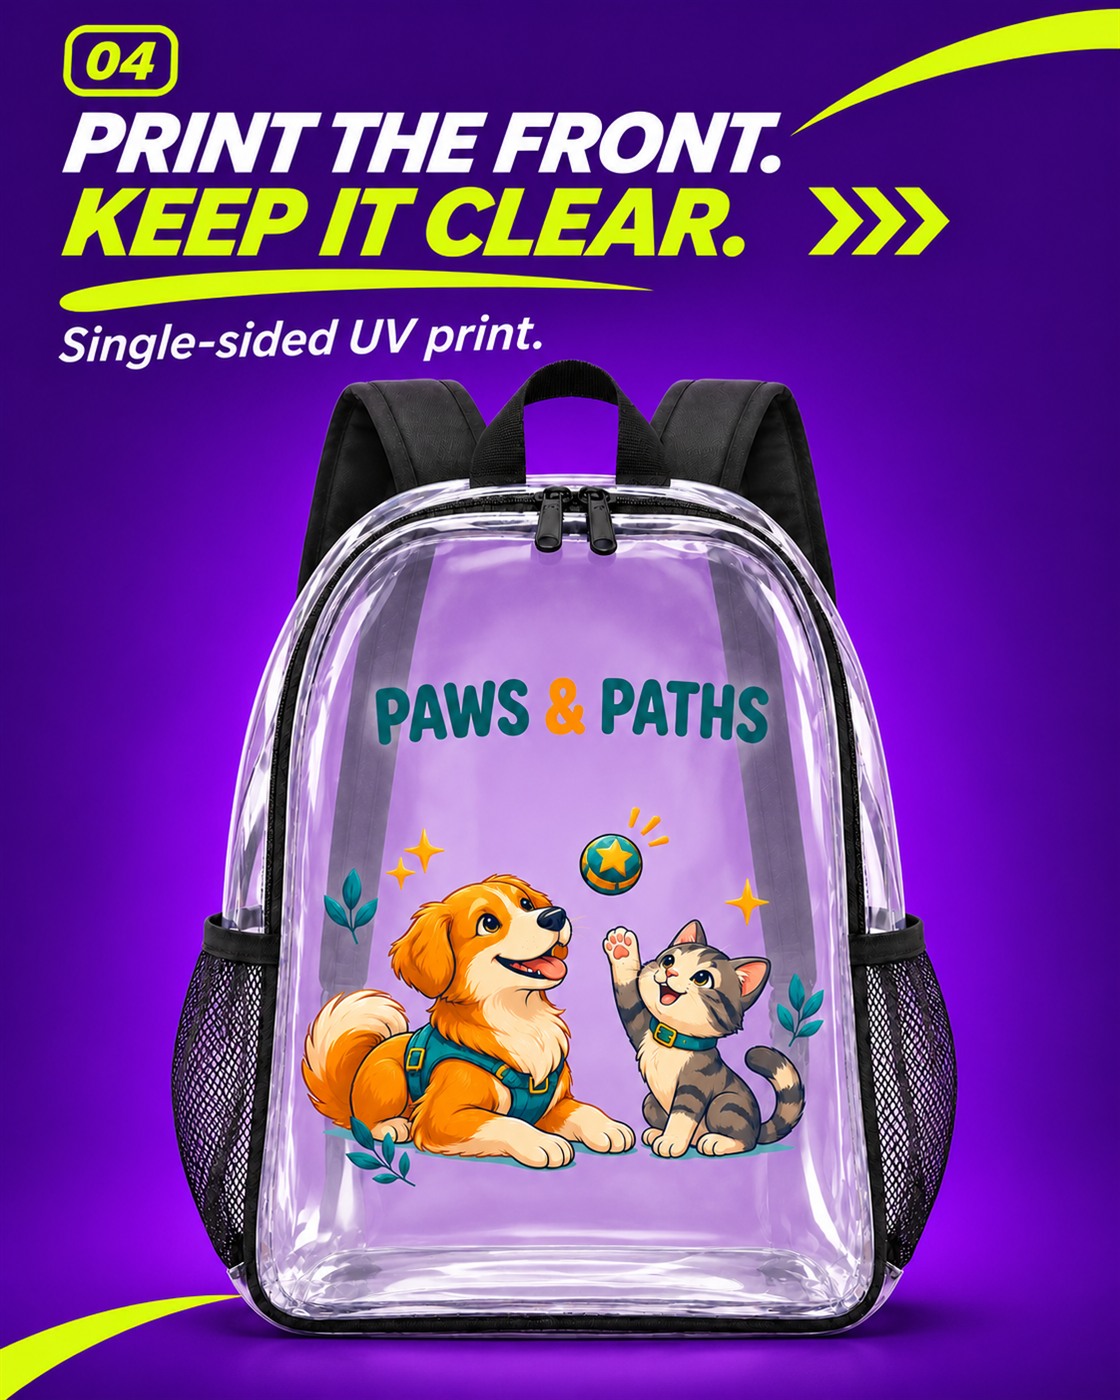 04
PRINT THE FRONT.
KEEP IT CLEAR.
Single-sided UV print.
PAWS & PATHS